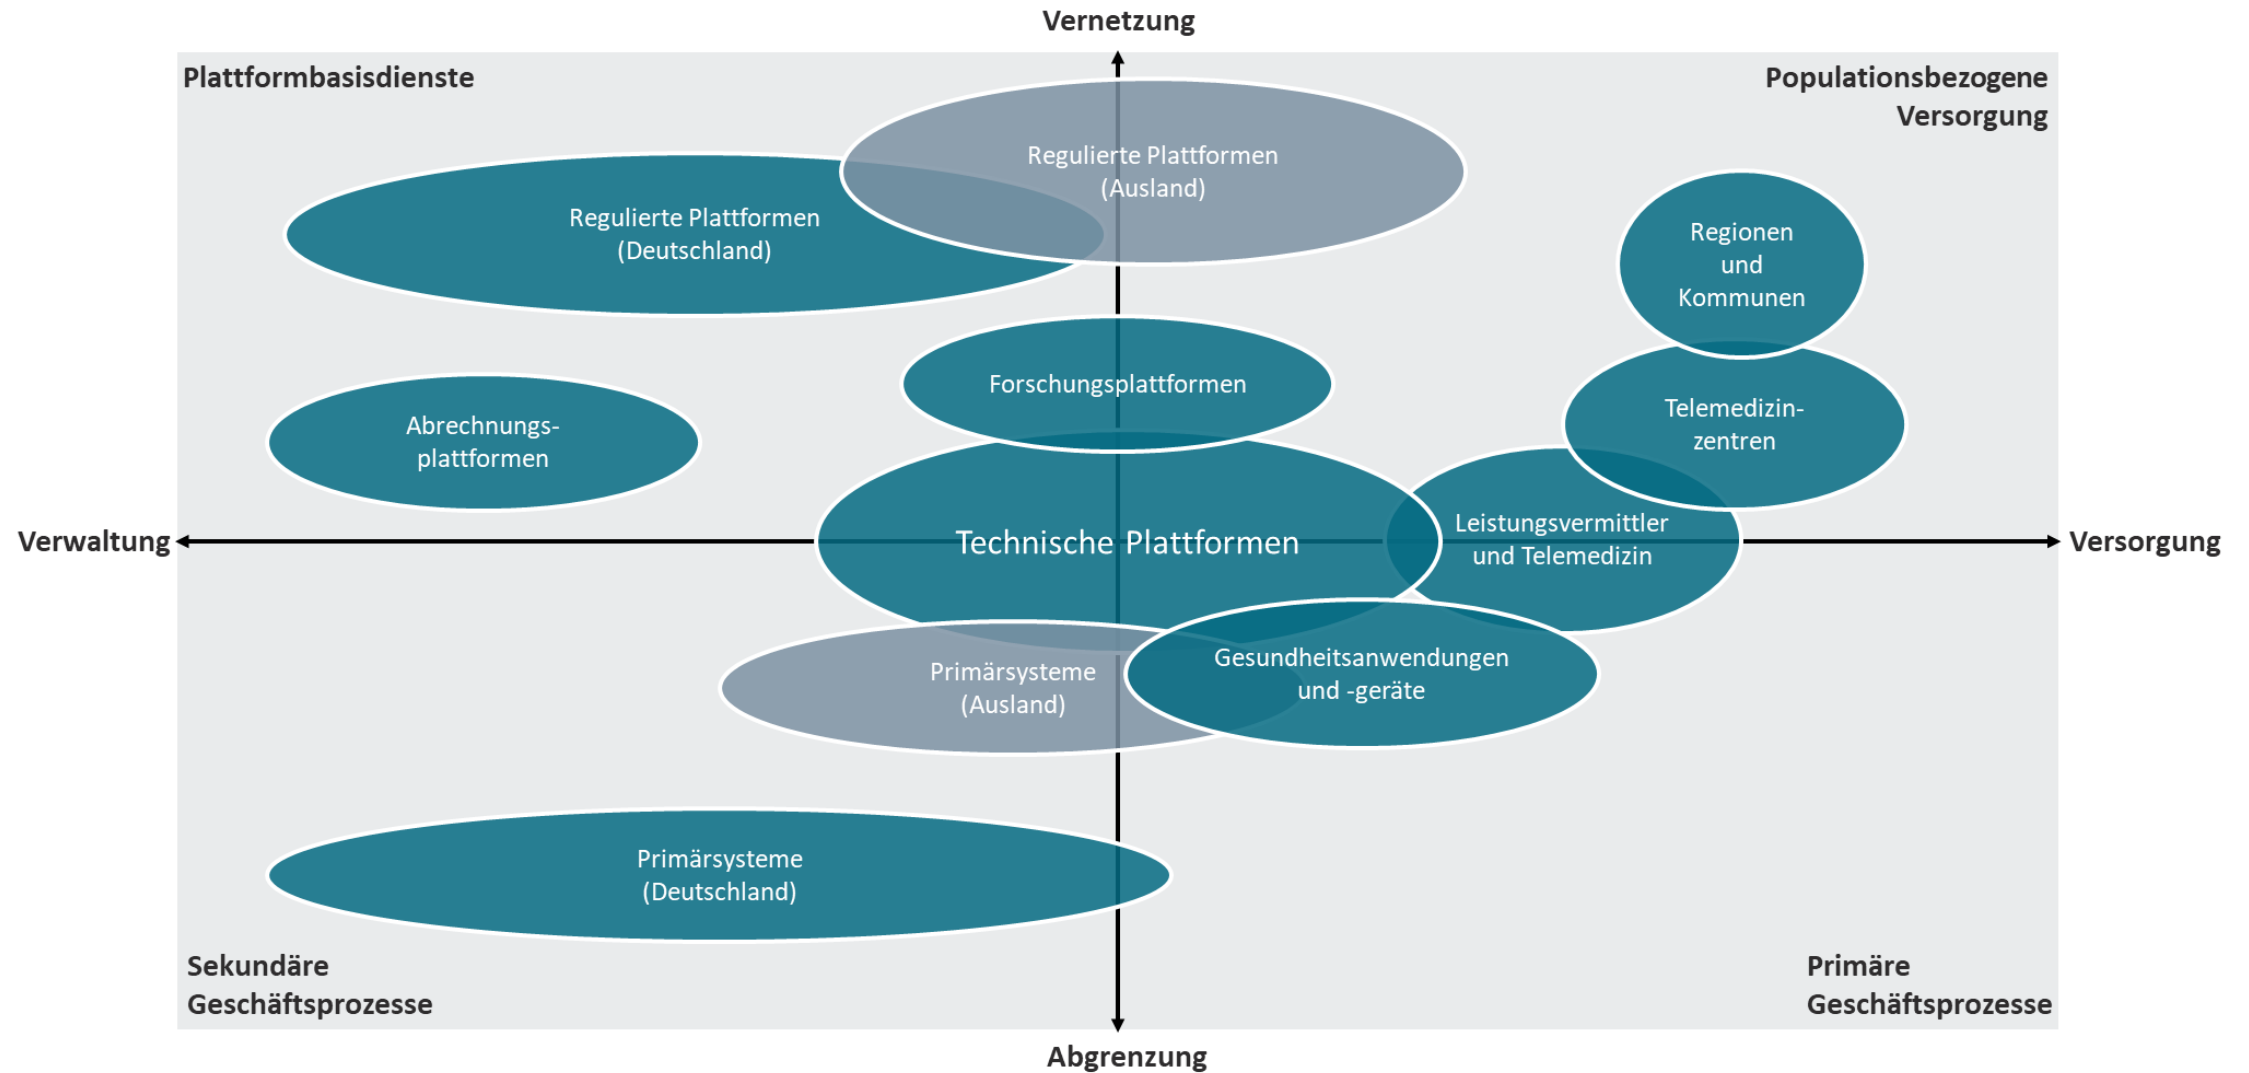 Vernetzung
Plattformbasisdienste
Populationsbezogene
Versorgung
Regulierte Plattformen
(Ausland)
Regulierte Plattformen
(Deutschland)
Regionen
und
Kommunen
Forschungsplattformen
Abrechnungs-
plattformen
Telemedizin-
zentren
Verwaltung
Technische Plattformen
Leistungsvermittler
und Telemedizin
Versorgung
Primärsysteme
(Ausland)
Gesundheitsanwendungen
und -geräte
Primärsysteme
(Deutschland)
Sekundäre
Geschäftsprozesse
Primäre
Geschäftsprozesse
Abgrenzung